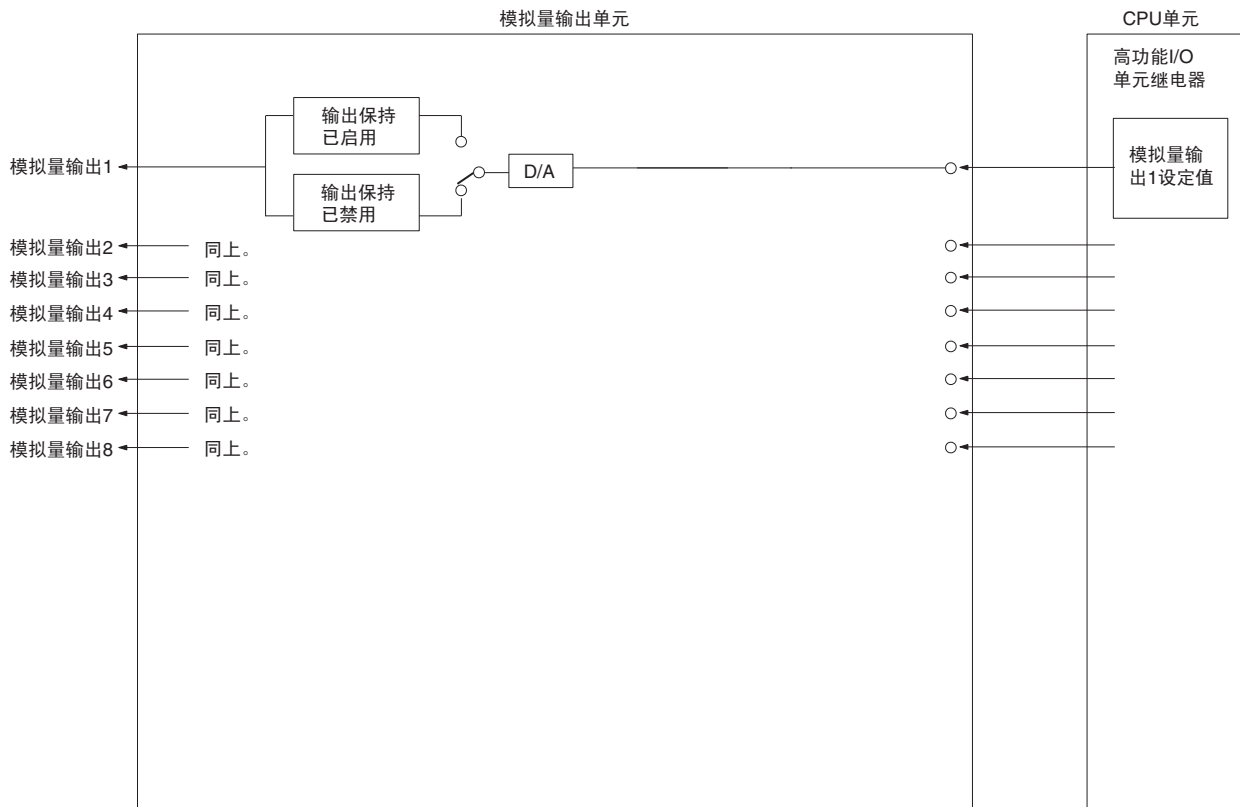 模拟量输出单元
CPU单元
高功能I/O
单元继电器
输出保持
已启用
模拟量输出1
D/A
模拟量输
出1设定值
输出保持
已禁用
模拟量输出2
同上。
模拟量输出3
同上。
模拟量输出4
同上。
模拟量输出5
同上。
模拟量输出6
同上。
模拟量输出7
同上。
模拟量输出8
同上。